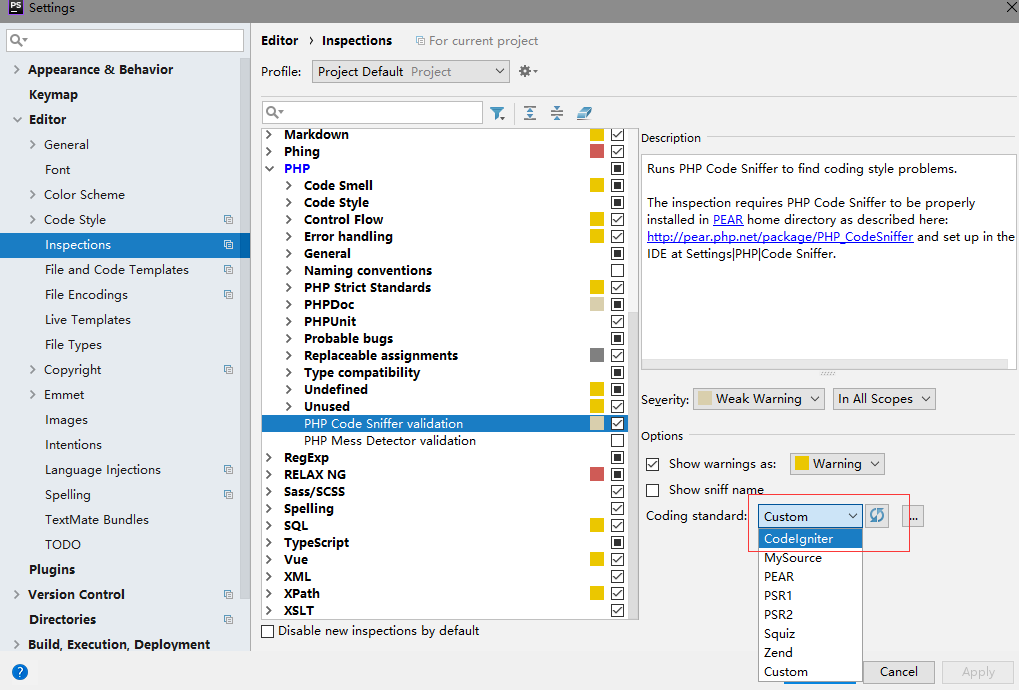 PS Settings
Appearance & Behavior
Keymap
Editor
General
Font
Color Scheme
Code Style
Inspections
File and Code Templates
File Encodings
Live Templates
File Types
Copyright
Emmet
Images
Intentions
Language Injections
Spelling
TextMate Bundles
TODO
Plugins
Version Control
Directories
Build, Execution, Deployment
?
Editor › Inspections For current project
Profile: Project Default Project
Markdown
Phing
PHP
Code Smell
Code Style
Control Flow
Error handling
General
Naming conventions
PHP Strict Standards
PHPDoc
PHPUnit
Probable bugs
Replaceable assignments
Type compatibility
Undefined
Unused
PHP Code Sniffer validation
PHP Mess Detector validation
RegExp
RELAX NG
Sass/SCSS
Spelling
SQL
TypeScript
Vue
XML
XPath
XSLT
Disable new inspections by default
Description
Runs PHP Code Sniffer to find coding style problems.
The inspection requires PHP Code Sniffer to be properly
installed in PEAR home directory as described here:
http://pear.php.net/package/PHP_CodeSniffer and set up in the
IDE at Settings|PHP|Code Sniffer.
Severity: Weak Warning In All Scopes
Options
Show warnings as: Warning
Show sniff name
Coding standard: Custom ...
CodeIgniter
MySource
PEAR
PSR1
PSR2
Squiz
Zend
Custom
Cancel Apply